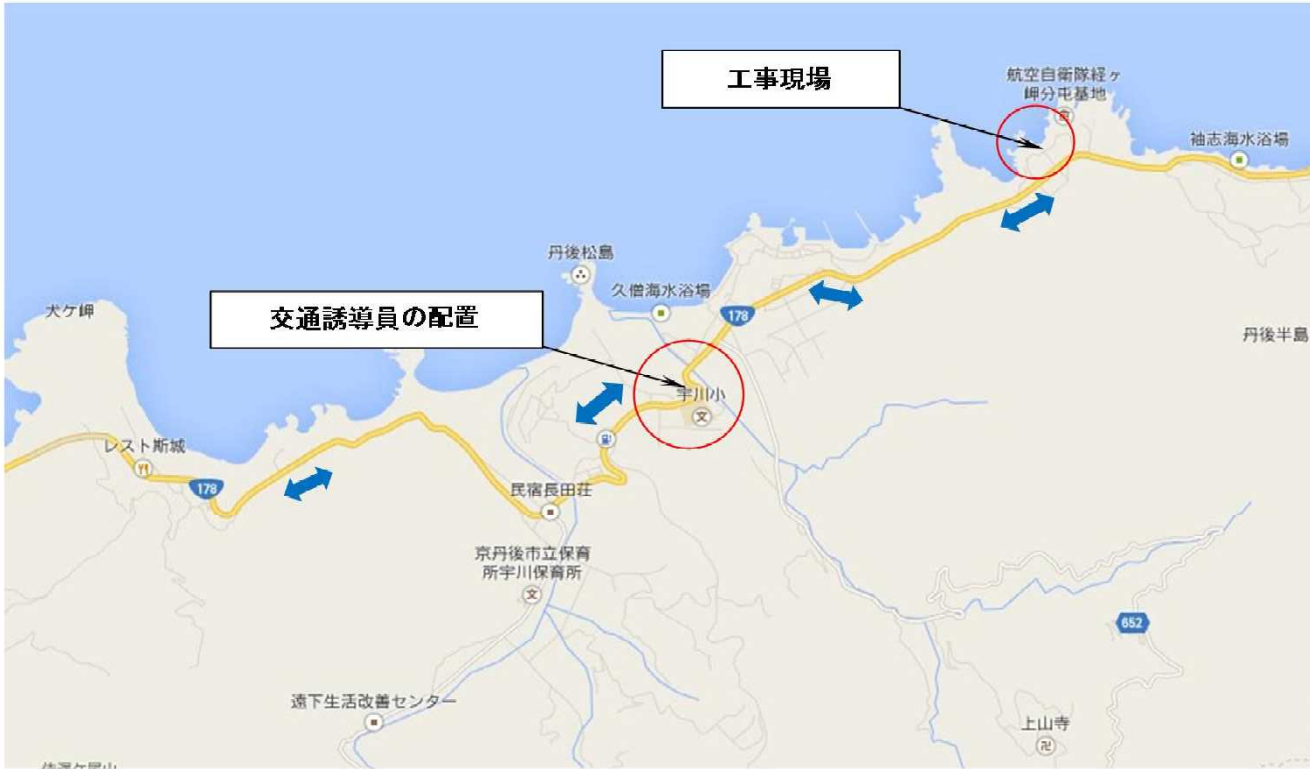 工事現場
航空自衛隊経ヶ
岬分屯基地
袖志海水浴場
丹後松島
久僧海水浴場
犬ケ岬
交通誘導員の配置
178
丹後半島
宇川小
文
レスト斯城
178
民宿長田荘
京丹後市立保育
所宇川保育所
文
652
遠下生活改善センター
上山寺
卍